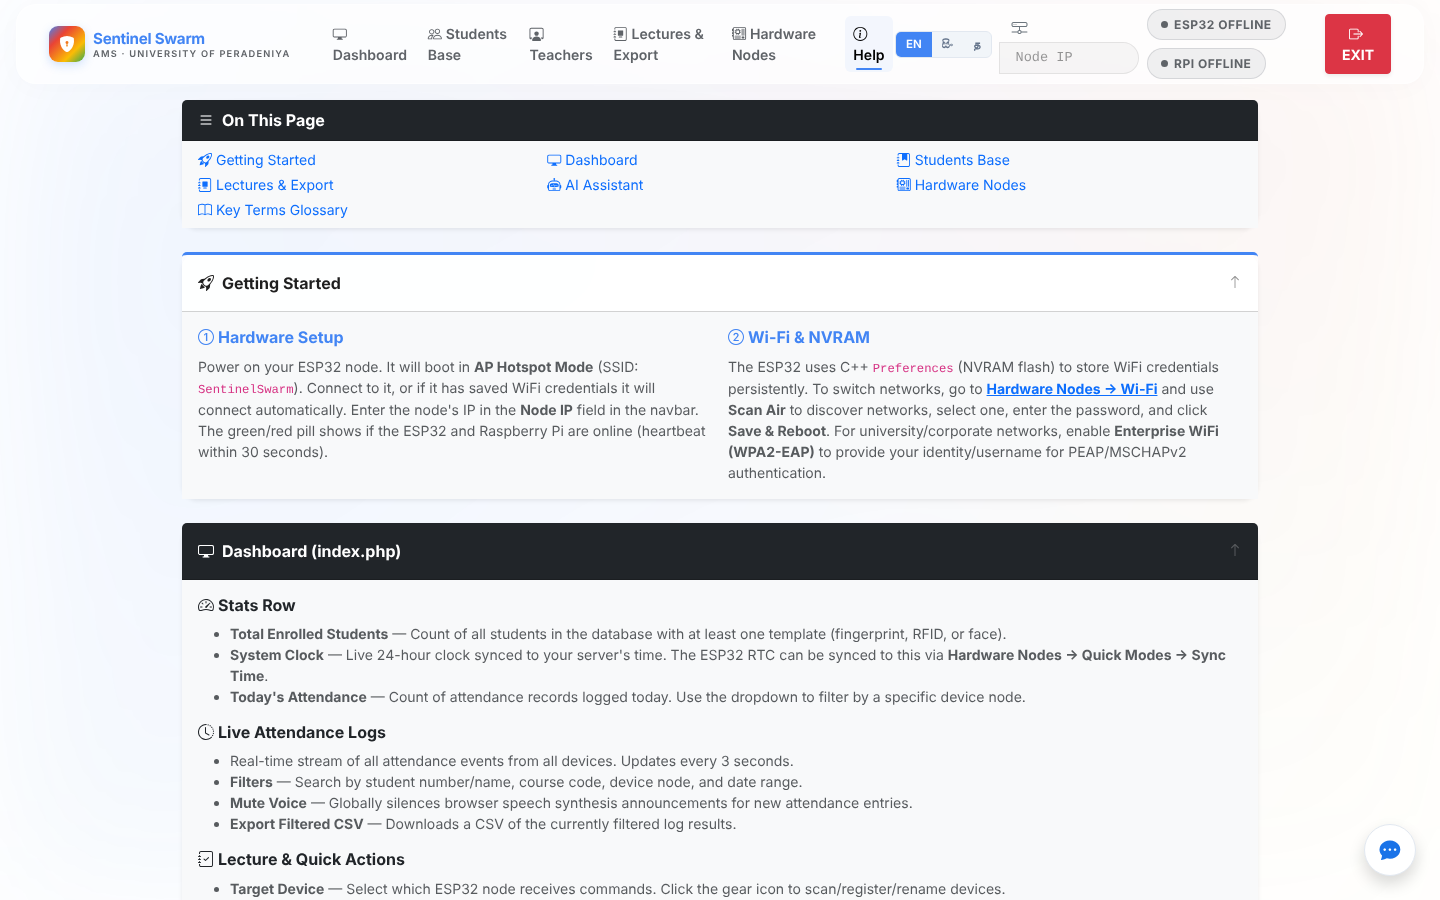 Sentinel Swarm
AMS · UNIVERSITY OF PERADENIYA
Dashboard
Students Base
Teachers
Lectures & Export
Hardware Nodes
Help
EN
සිං
த
Node IP
ESP32 OFFLINE
RPI OFFLINE
EXIT
On This Page
Getting Started
Dashboard
Students Base
Lectures & Export
AI Assistant
Hardware Nodes
Key Terms Glossary
Getting Started
1 Hardware Setup
Power on your ESP32 node. It will boot in AP Hotspot Mode (SSID:
SentinelSwarm). Connect to it, or if it has saved WiFi credentials it will
connect automatically. Enter the node's IP in the Node IP field in the navbar.
The green/red pill shows if the ESP32 and Raspberry Pi are online (heartbeat
within 30 seconds).
2 Wi-Fi & NVRAM
The ESP32 uses C++ Preferences (NVRAM flash) to store WiFi credentials
persistently. To switch networks, go to Hardware Nodes → Wi-Fi and use
Scan Air to discover networks, select one, enter the password, and click
Save & Reboot. For university/corporate networks, enable Enterprise WiFi
(WPA2-EAP) to provide your identity/username for PEAP/MSCHAPv2
authentication.
Dashboard (index.php)
Stats Row
Total Enrolled Students — Count of all students in the database with at least one template (fingerprint, RFID, or face).
System Clock — Live 24-hour clock synced to your server's time. The ESP32 RTC can be synced to this via Hardware Nodes → Quick Modes → Sync
Time.
Today's Attendance — Count of attendance records logged today. Use the dropdown to filter by a specific device node.
Live Attendance Logs
Real-time stream of all attendance events from all devices. Updates every 3 seconds.
Filters — Search by student number/name, course code, device node, and date range.
Mute Voice — Globally silences browser speech synthesis announcements for new attendance entries.
Export Filtered CSV — Downloads a CSV of the currently filtered log results.
Lecture & Quick Actions
Target Device — Select which ESP32 node receives commands. Click the gear icon to scan/register/rename devices.